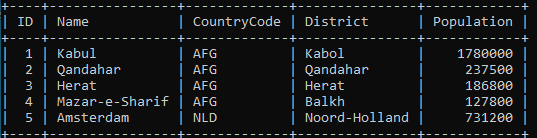 +----+----------------+-------------+---------------+------------+
| ID | Name           | CountryCode | District      | Population |
+----+----------------+-------------+---------------+------------+
|  1 | Kabul          | AFG         | Kabol         |    1780000 |
|  2 | Qandahar       | AFG         | Qandahar      |     237500 |
|  3 | Herat          | AFG         | Herat         |     186800 |
|  4 | Mazar-e-Sharif | AFG         | Balkh         |     127800 |
|  5 | Amsterdam      | NLD         | Noord-Holland |     731200 |
+----+----------------+-------------+---------------+------------+